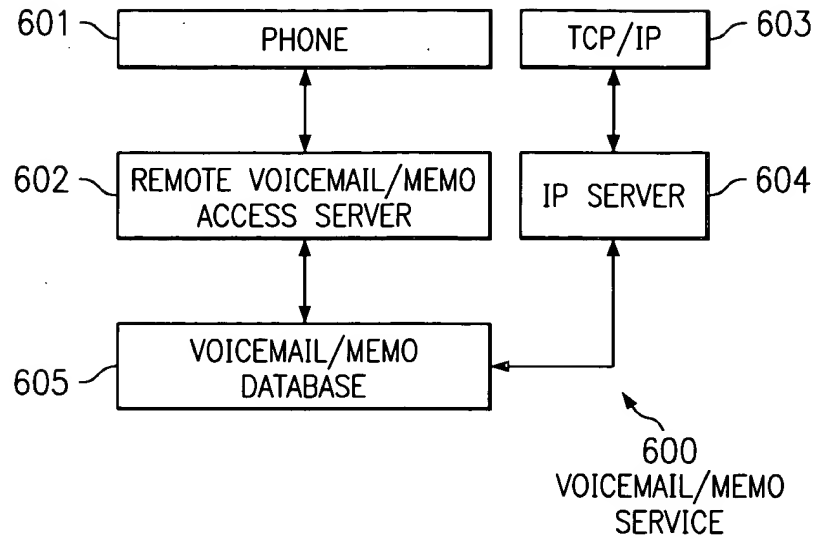 601
PHONE
TCP/IP
603
602
REMOTE VOICEMAIL/MEMO
ACCESS SERVER
IP SERVER
604
605
VOICEMAIL/MEMO
DATABASE
600
VOICEMAIL/MEMO
SERVICE